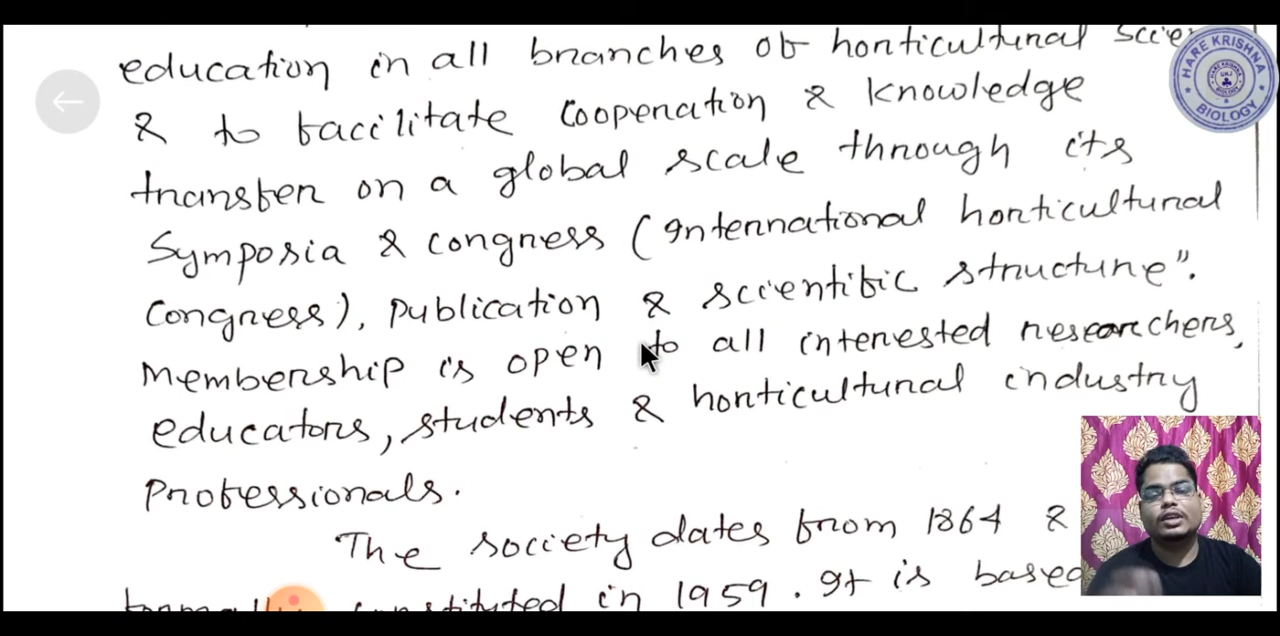 education in all branches of horticultural scie
& to facilitate cooperation & knowledge
transfer on a global scale through its
Symposia & congress (International horticultural
Congress), publication & scientific structure".
Membership is open to all interested researchers,
educators, students & horticultural industry
Professionals.
The society dates from 1864 &
constituted in 1959. It is based
HARE KRISHNA
UKJ
BIOLOGY
BIOLOGY